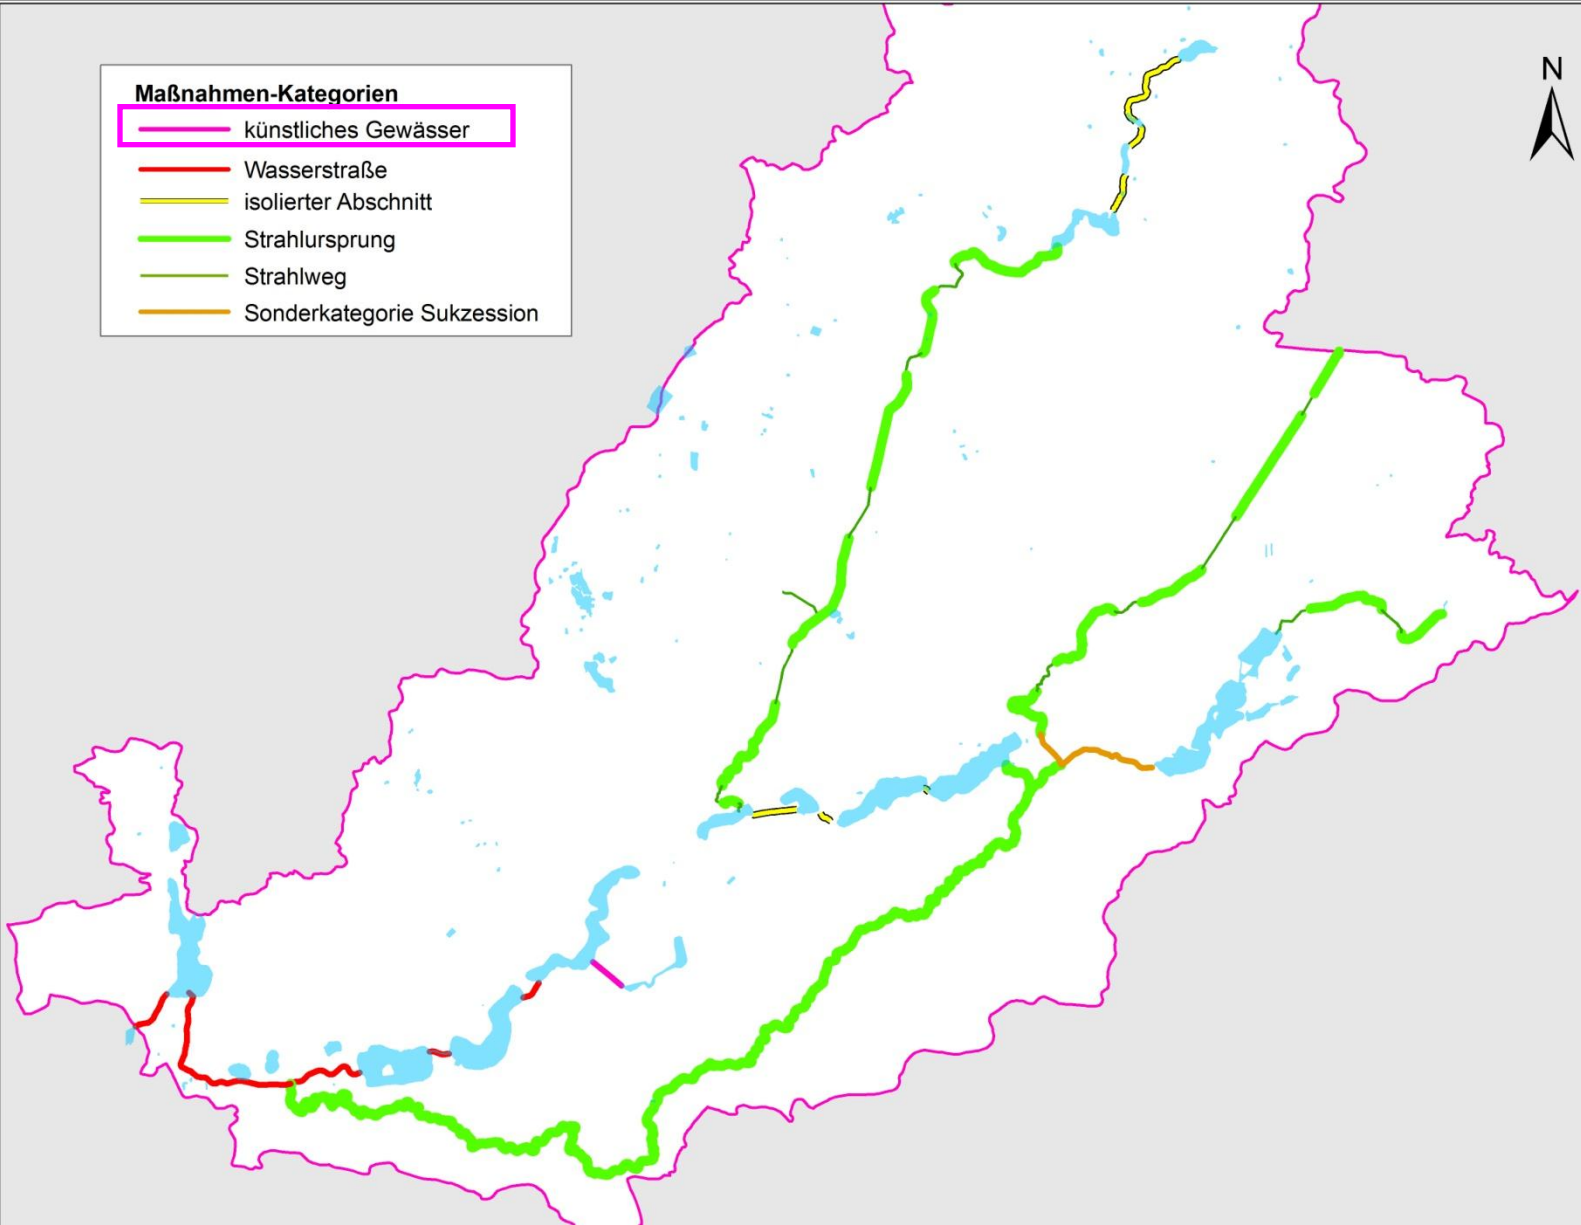 Maßnahmen-Kategorien
künstliches Gewässer
Wasserstraße
isolierter Abschnitt
Strahlursprung
Strahlweg
Sonderkategorie Sukzession
N